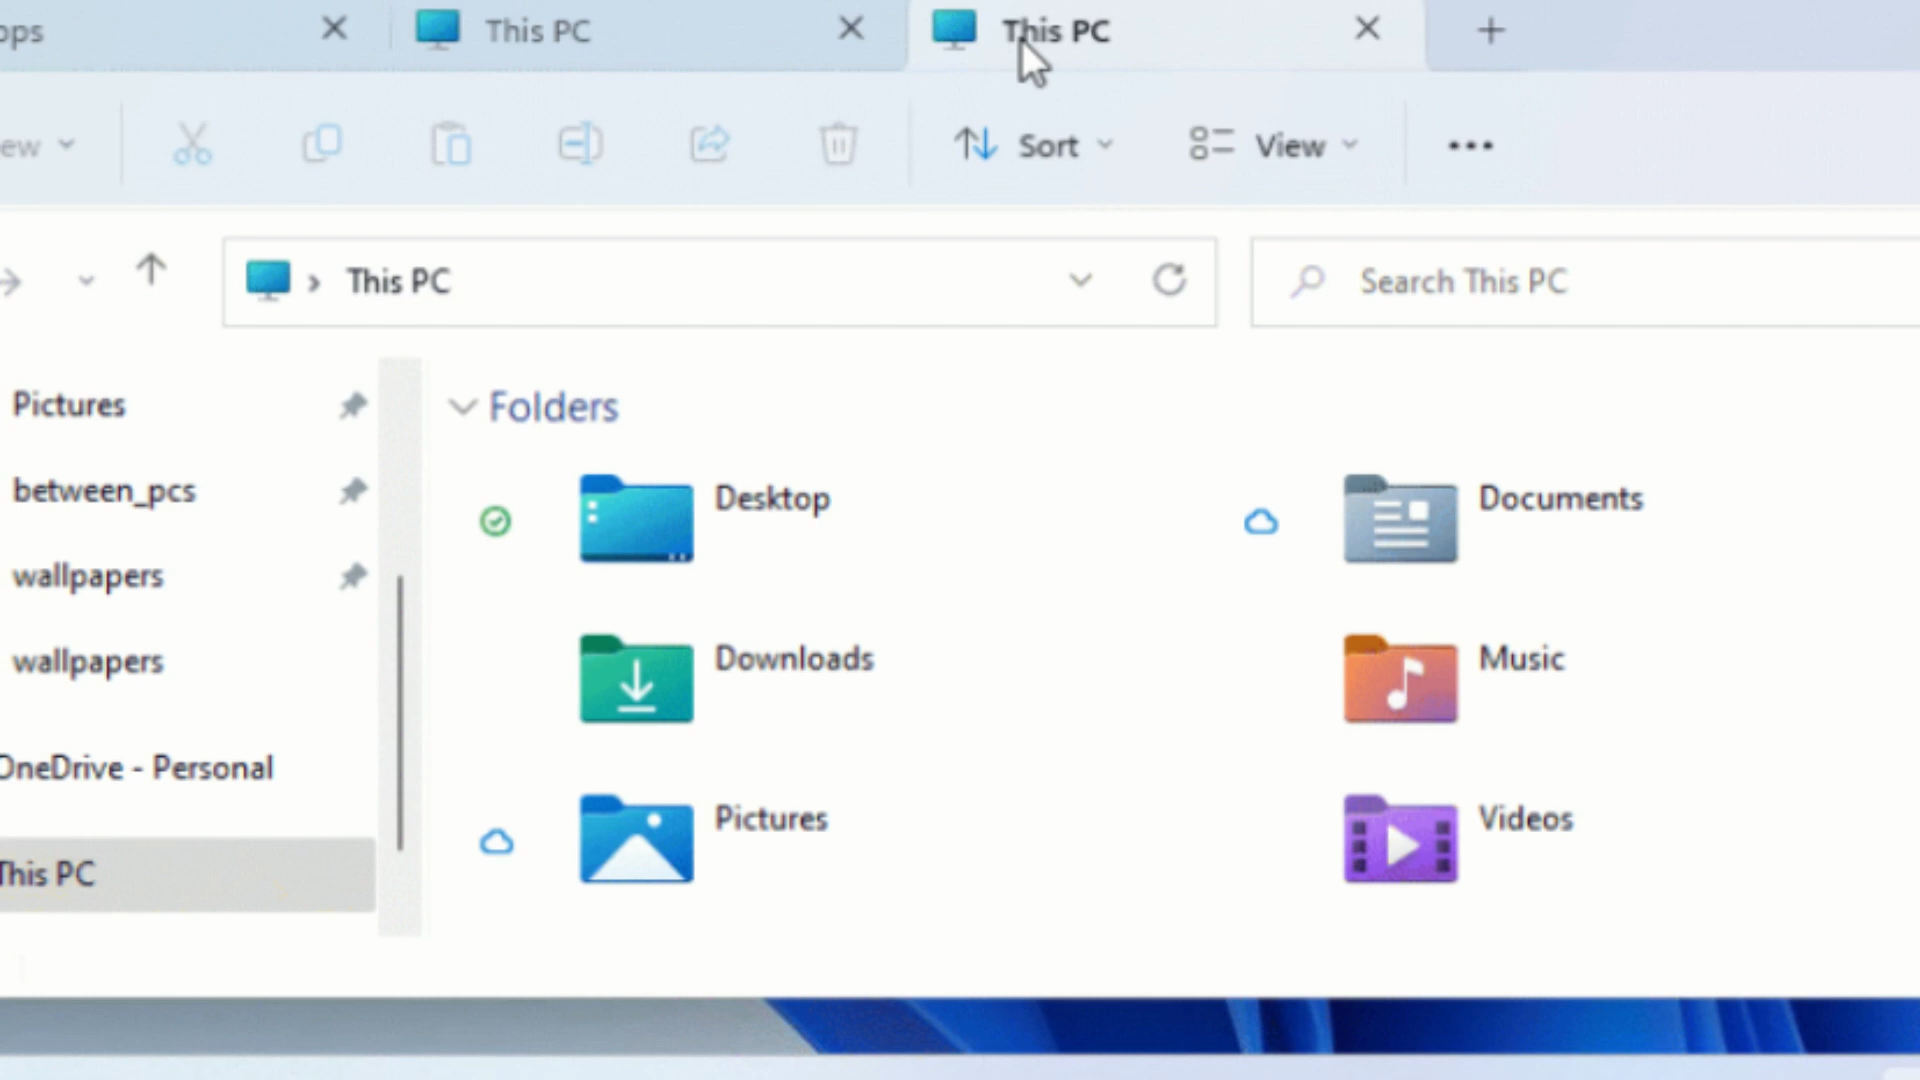 ops This PC This PC
ew Sort View
This PC Search This PC
Pictures
between_pcs
wallpapers
wallpapers
OneDrive - Personal
This PC
Folders
Desktop Documents
Downloads Music
Pictures Videos